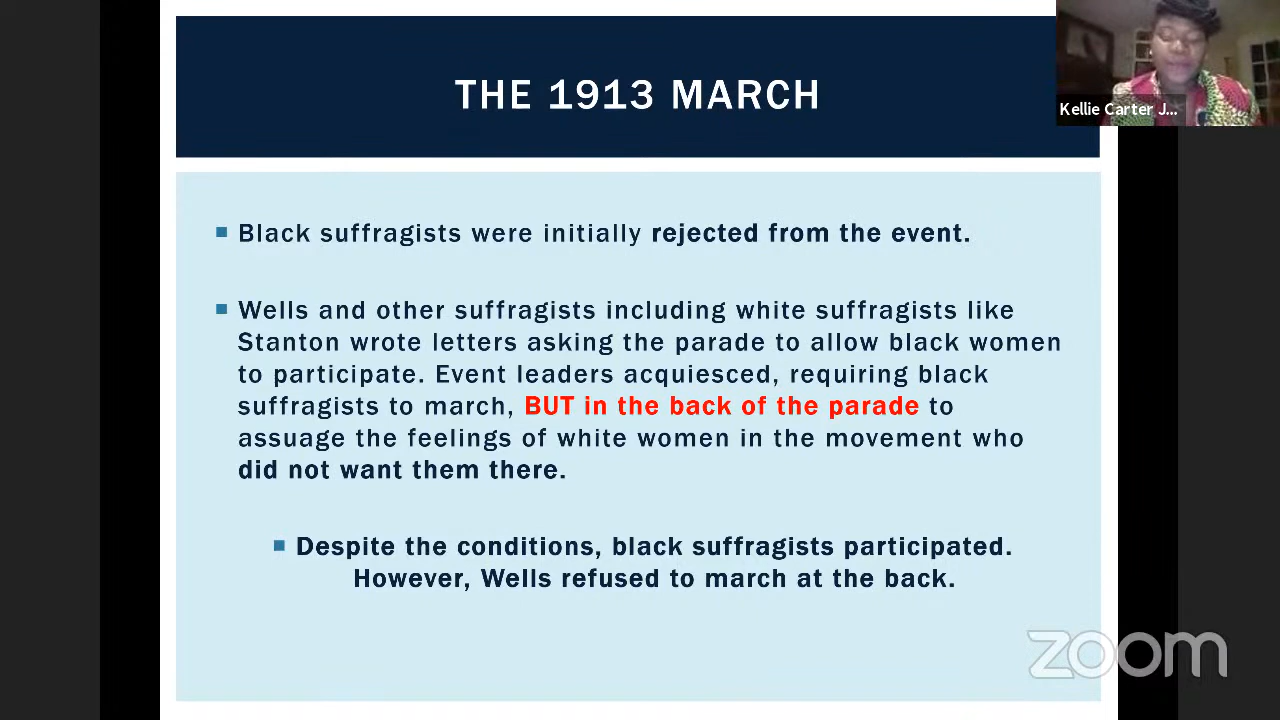 THE 1913 MARCH
Kellie Carter J...
Black suffragists were initially rejected from the event.
Wells and other suffragists including white suffragists like
Stanton wrote letters asking the parade to allow black women
to participate. Event leaders acquiesced, requiring black
suffragists to march, BUT in the back of the parade to
assuage the feelings of white women in the movement who
did not want them there.
Despite the conditions, black suffragists participated.
However, Wells refused to march at the back.
zoom